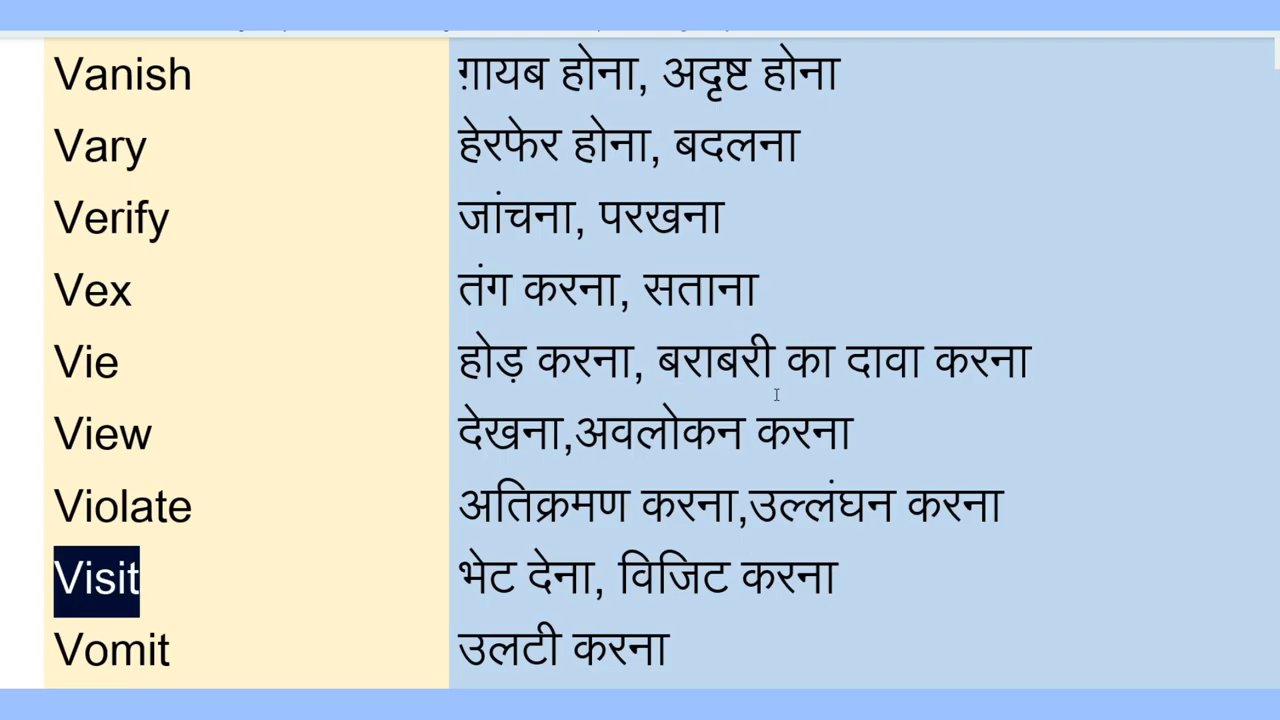 Vanish ग़ायब होना, अदृष्ट होना
Vary हेरफेर होना, बदलना
Verify जांचना, परखना
Vex तंग करना, सताना
Vie होड़ करना, बराबरी का दावा करना
View देखना,अवलोकन करना
Violate अतिक्रमण करना,उल्लंघन करना
Visit भेट देना, विजिट करना
Vomit उलटी करना